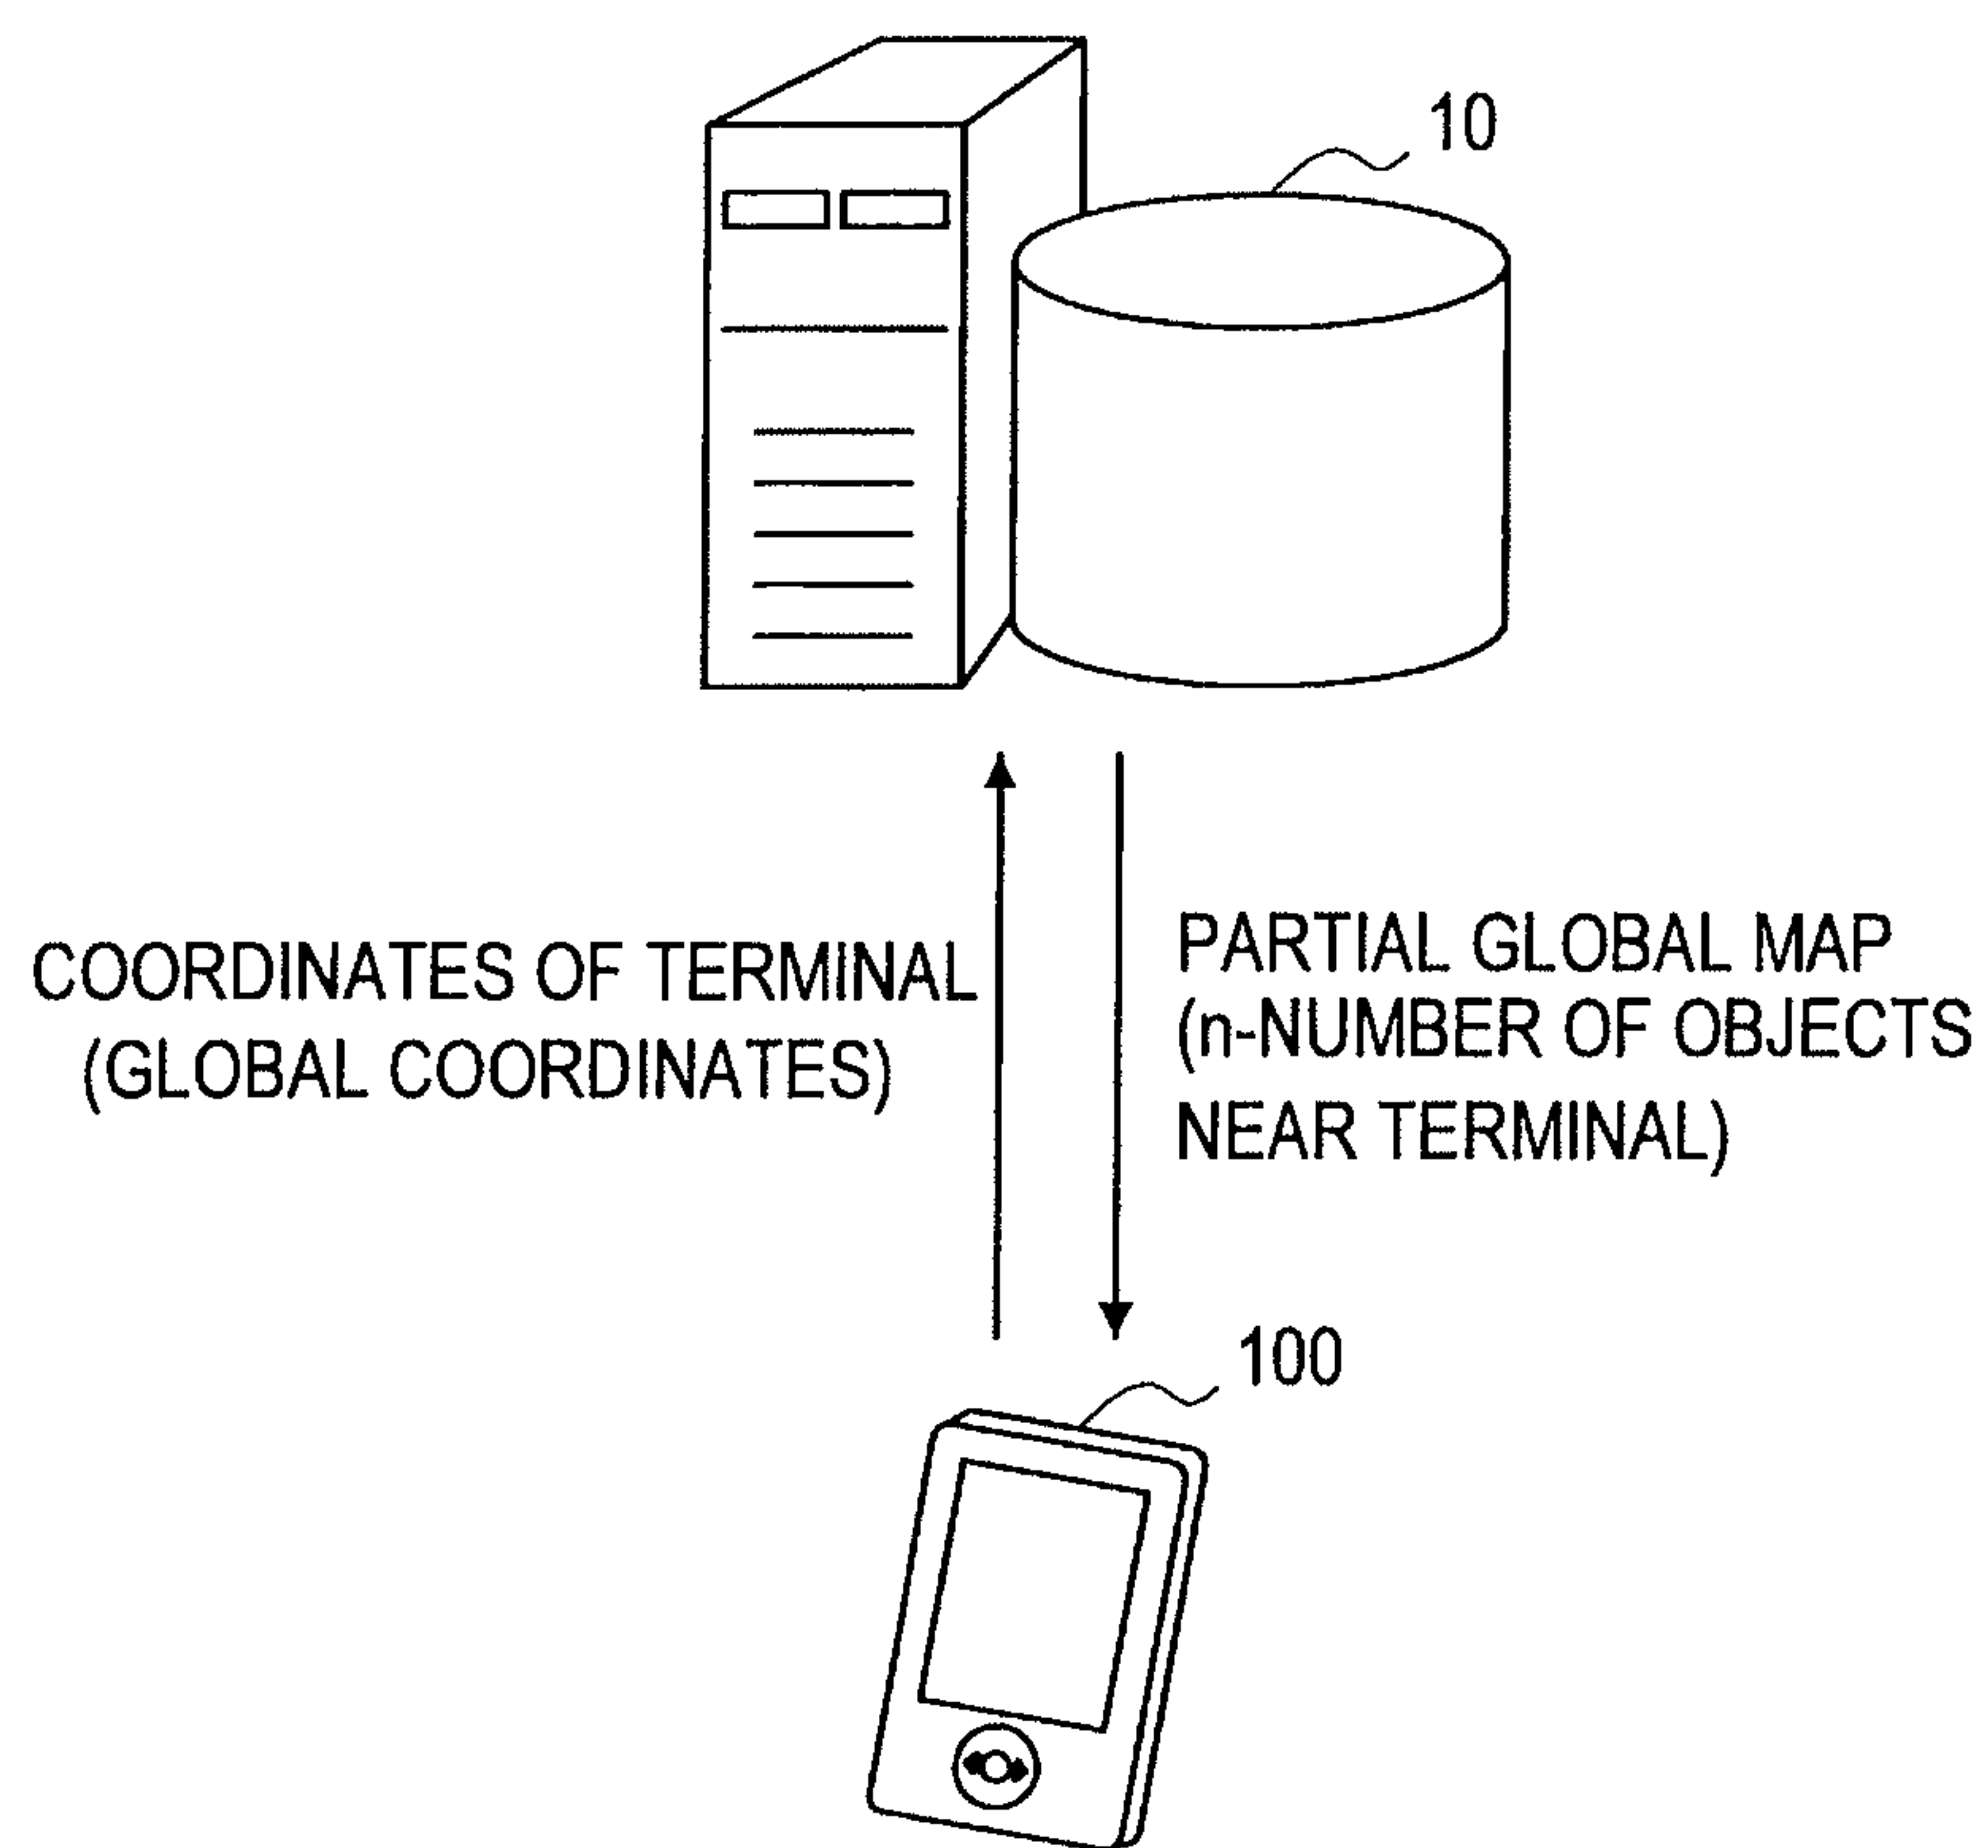 10
COORDINATES OF TERMINAL
(GLOBAL COORDINATES)
PARTIAL GLOBAL MAP
(n-NUMBER OF OBJECTS
NEAR TERMINAL)
100